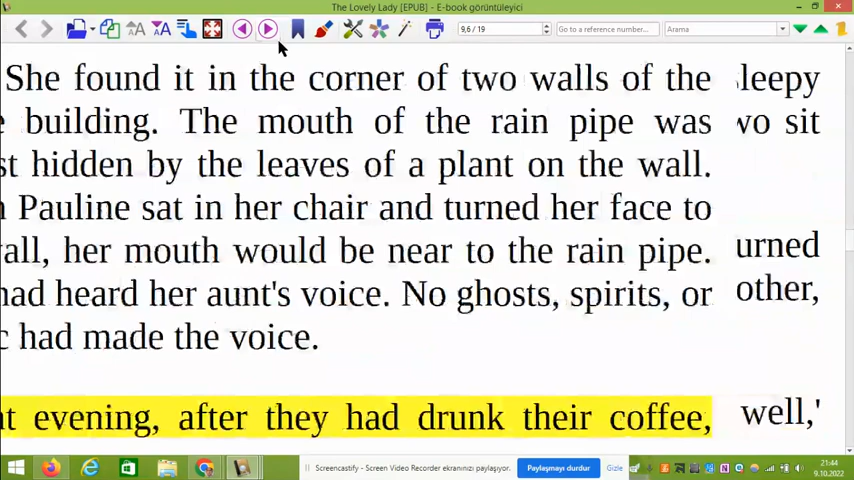 The Lovely Lady [EPUB] - E-book görüntüleyici
9,6 / 19
Go to a reference number...
Arama
She found it in the corner of two walls of the
building. The mouth of the rain pipe was
hidden by the leaves of a plant on the wall.
Pauline sat in her chair and turned her face to
her mouth would be near to the rain pipe.
had heard her aunt's voice. No ghosts, spirits, or
had made the voice.
evening, after they had drunk their coffee,
sleepy
two sit
urned
other,
well,'
Screencastify - Screen Video Recorder ekranınızı paylaşıyor.
Paylaşmayı durdur
Gizle
21:44
9.10.2022